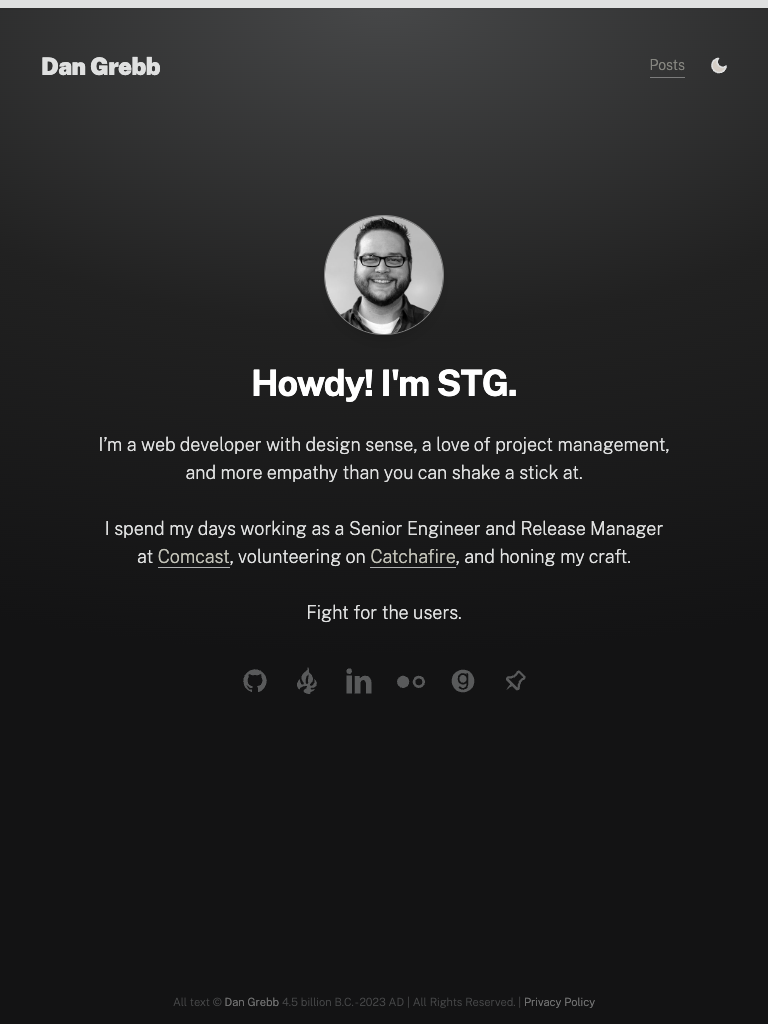 Dan Grebb
Posts
Howdy! I'm STG.
I’m a web developer with design sense, a love of project management,
and more empathy than you can shake a stick at.
I spend my days working as a Senior Engineer and Release Manager
at Comcast, volunteering on Catchafire, and honing my craft.
Fight for the users.
All text © Dan Grebb 4.5 billion B.C.-2023 AD | All Rights Reserved. | Privacy Policy